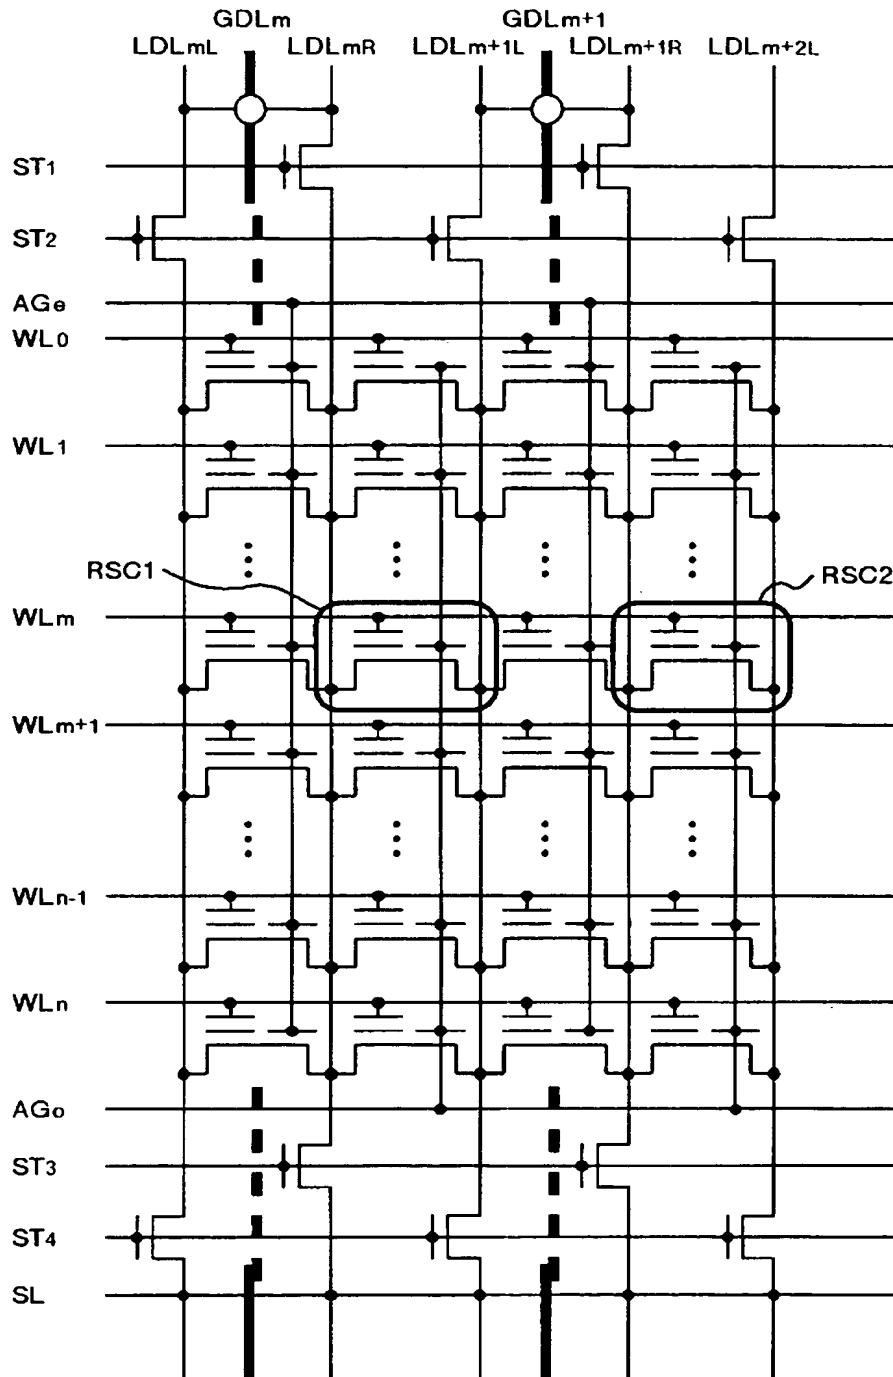 GDLm GDLm+1
LDLmL LDLmR LDLm+1L LDLm+1R LDLm+2L
ST1
ST2
AGe
WL0
WL1
RSC1 RSC2
WLm
WLm+1
WLn-1
WLn
AGo
ST3
ST4
SL